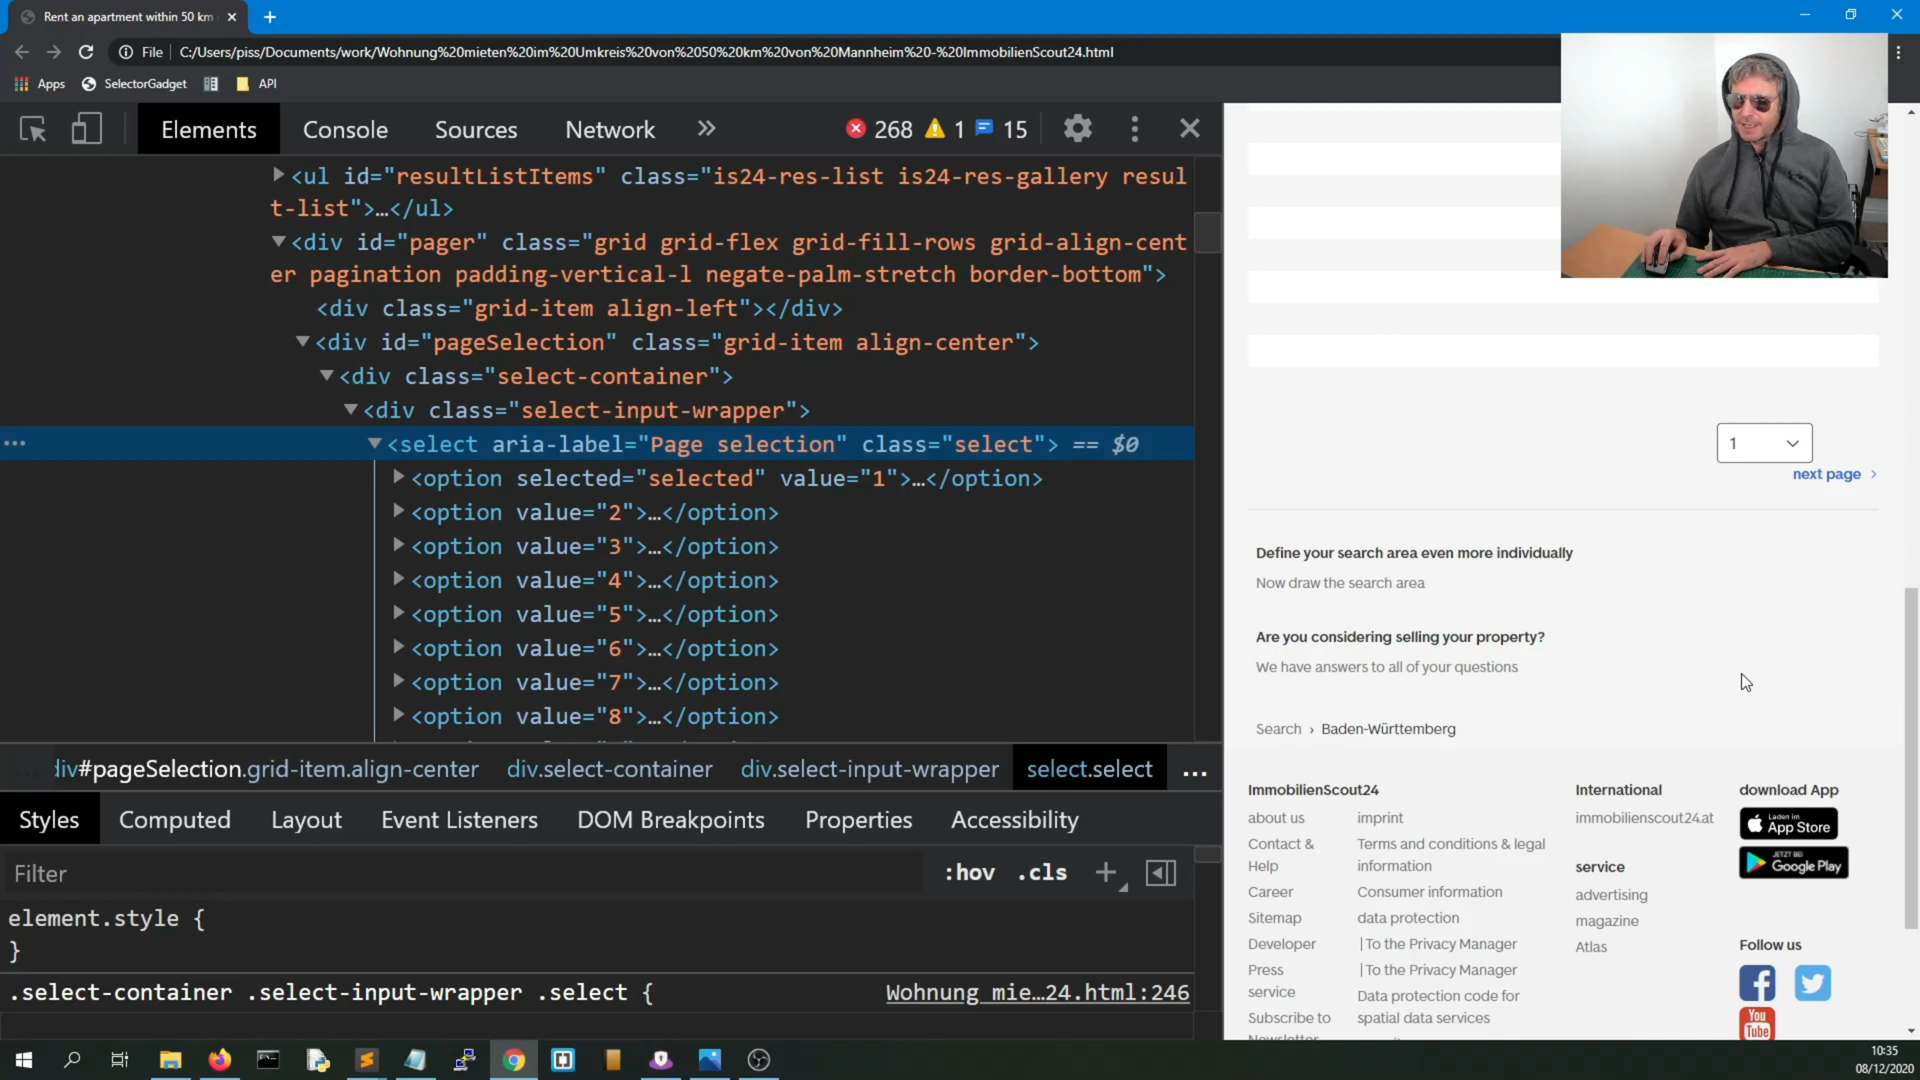 Rent an apartment within 50 km
File
C:/Users/piss/Documents/work/Wohnung%20mieten%20im%20Umkreis%20von%2050%20km%20von%20Mannheim%20-%20ImmobilienScout24.html
Apps
SelectorGadget
API
Elements
Console
Sources
Network
268
1
15
<ul id="resultListItems" class="is24-res-list is24-res-gallery resul
t-list">…</ul>
<div id="pager" class="grid grid-flex grid-fill-rows grid-align-cent
er pagination padding-vertical-l negate-palm-stretch border-bottom">
<div class="grid-item align-left"></div>
<div id="pageSelection" class="grid-item align-center">
<div class="select-container">
<div class="select-input-wrapper">
<select aria-label="Page selection" class="select"> == $0
<option selected="selected" value="1">…</option>
<option value="2">…</option>
<option value="3">…</option>
<option value="4">…</option>
<option value="5">…</option>
<option value="6">…</option>
<option value="7">…</option>
<option value="8">…</option>
div#pageSelection.grid-item.align-center
div.select-container
div.select-input-wrapper
select.select
...
Styles
Computed
Layout
Event Listeners
DOM Breakpoints
Properties
Accessibility
Filter
:hov
.cls
element.style {
}
.select-container .select-input-wrapper .select {
Wohnung mie…24.html:246
1
next page
Define your search area even more individually
Now draw the search area
Are you considering selling your property?
We have answers to all of your questions
Search › Baden-Württemberg
ImmobilienScout24
about us
Contact &
Help
Career
Sitemap
Developer
Press
service
Subscribe to
Newsletter
imprint
Terms and conditions & legal
information
Consumer information
data protection
| To the Privacy Manager
| To the Privacy Manager
Data protection code for
spatial data services
International
immobilienscout24.at
service
advertising
magazine
Atlas
download App
Laden im
App Store
JETZT BEI
Google Play
Follow us
You
Tube
10:35
08/12/2020